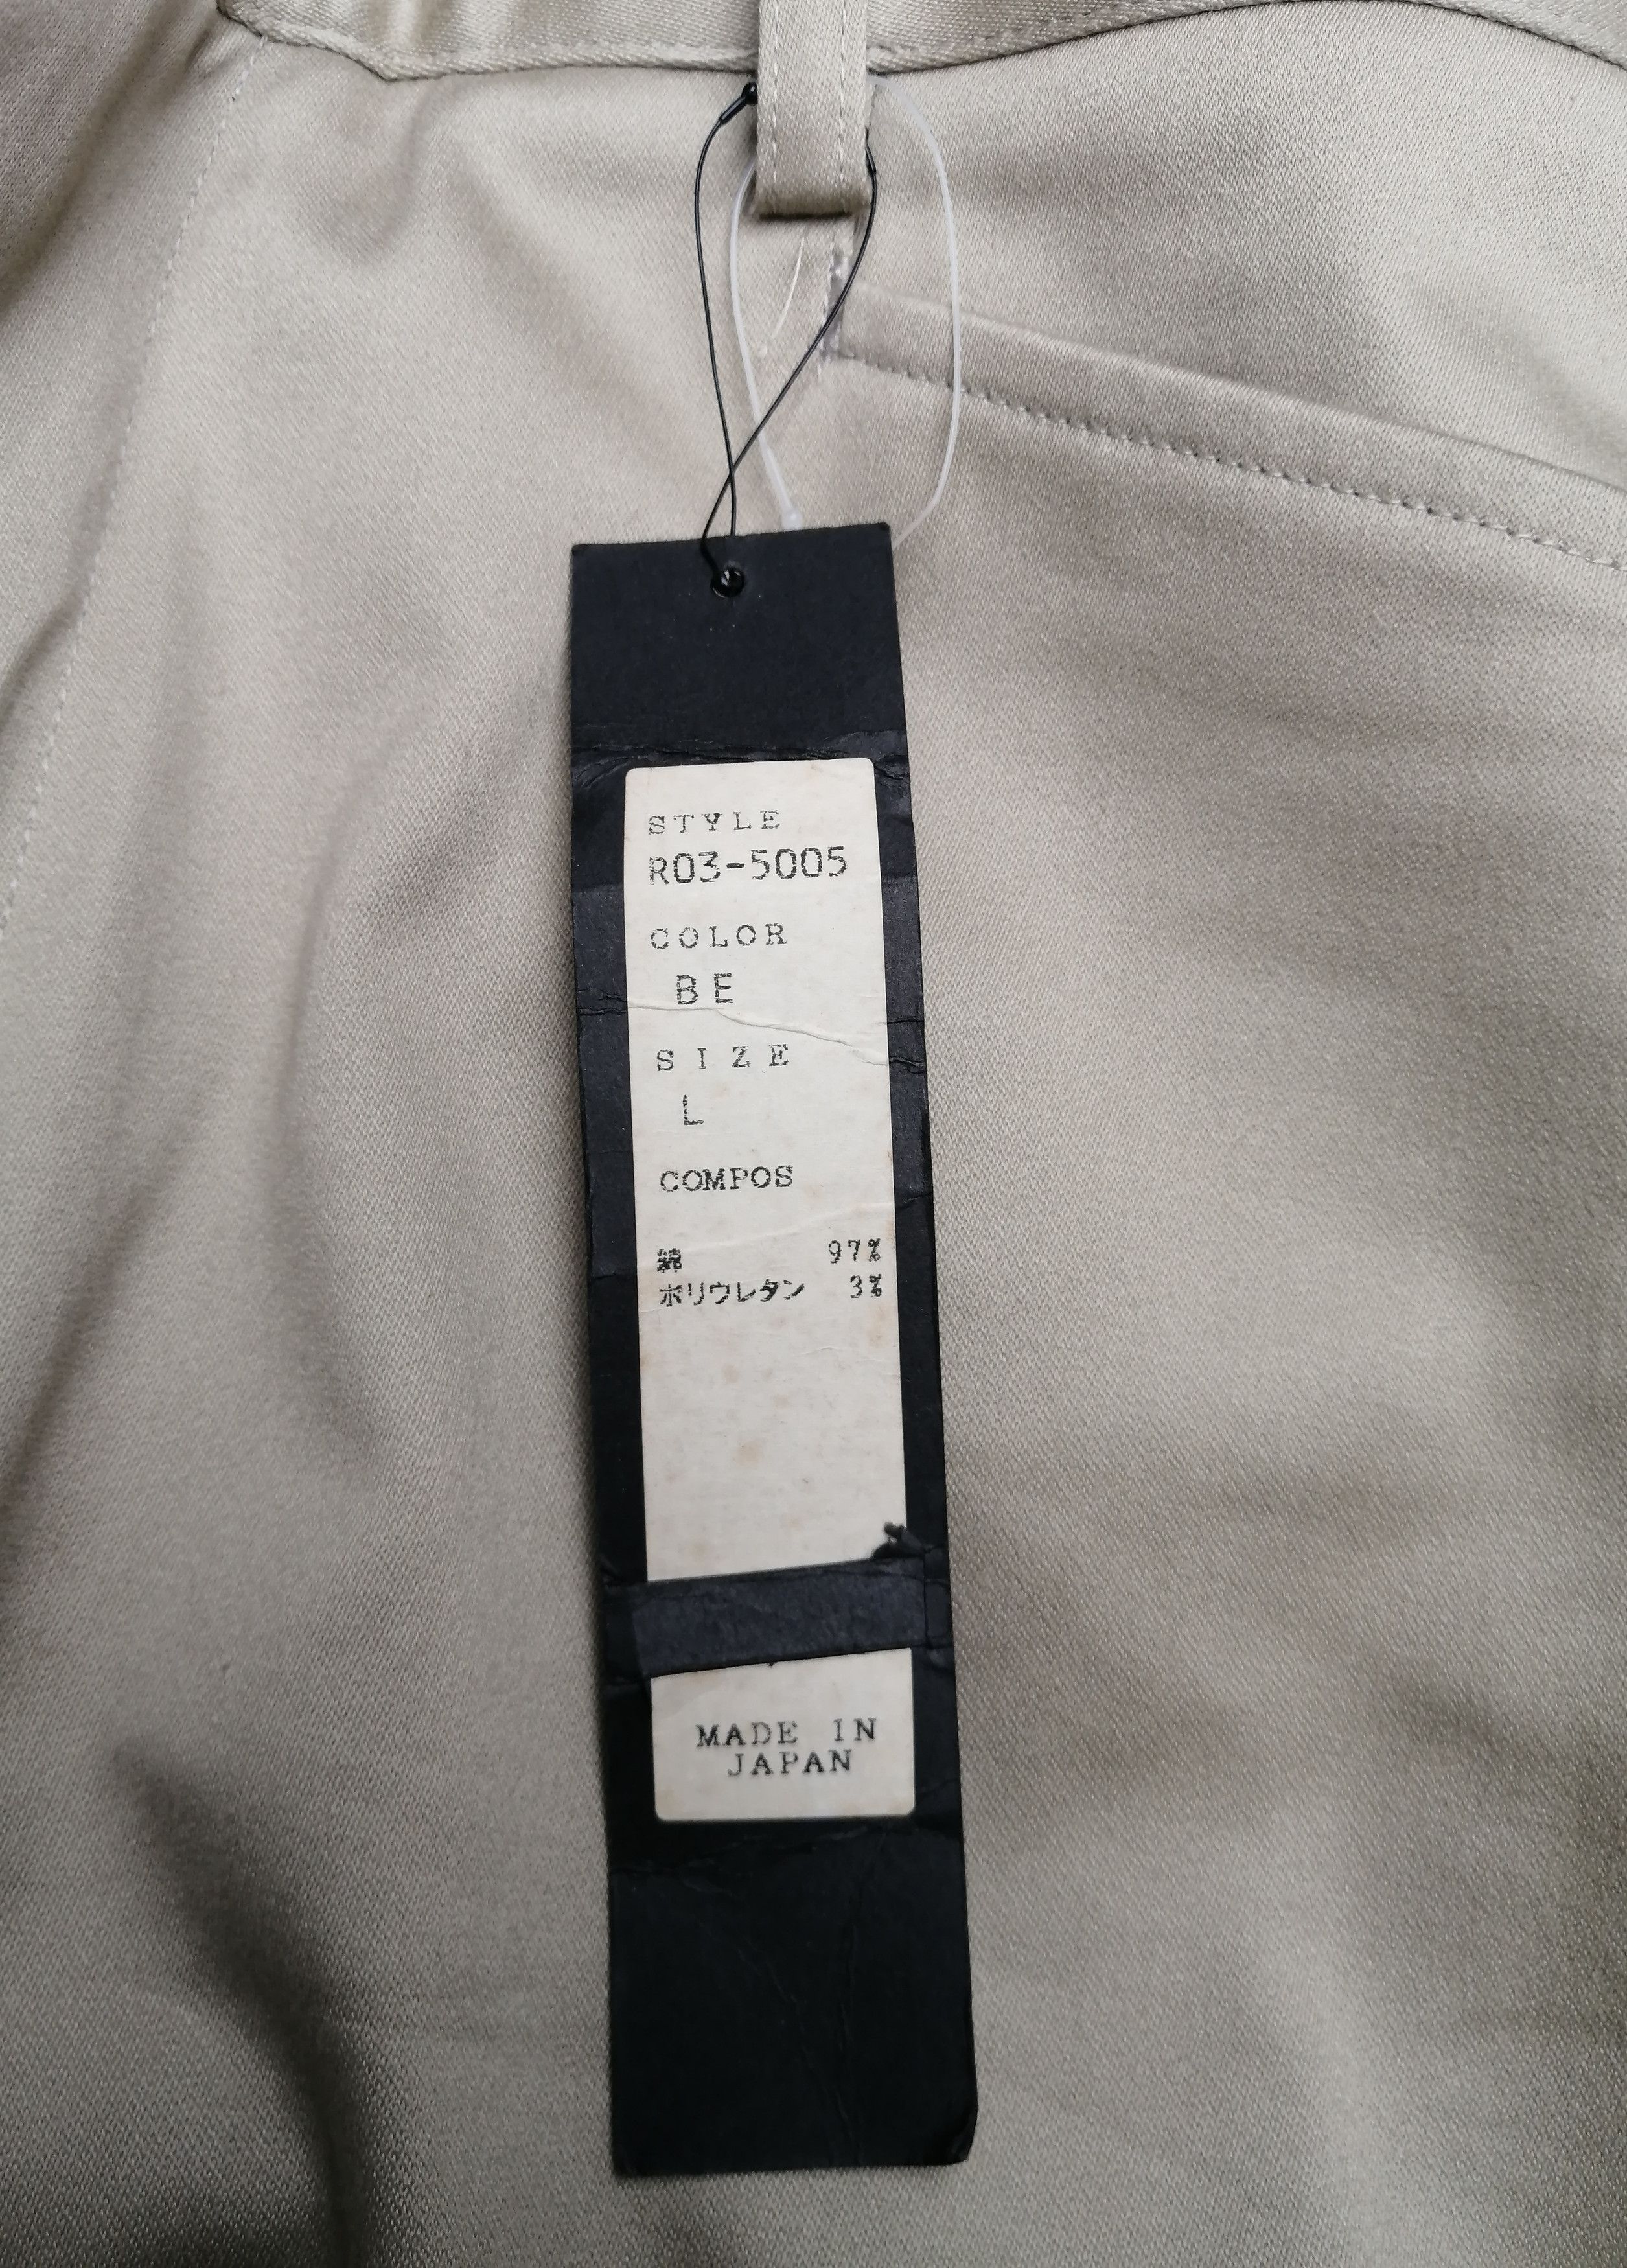 STYLE
R03-5005
COLOR
BE
SIZE
L
COMPOS
綿 97%
ポリウレタン 3%
MADE IN
JAPAN